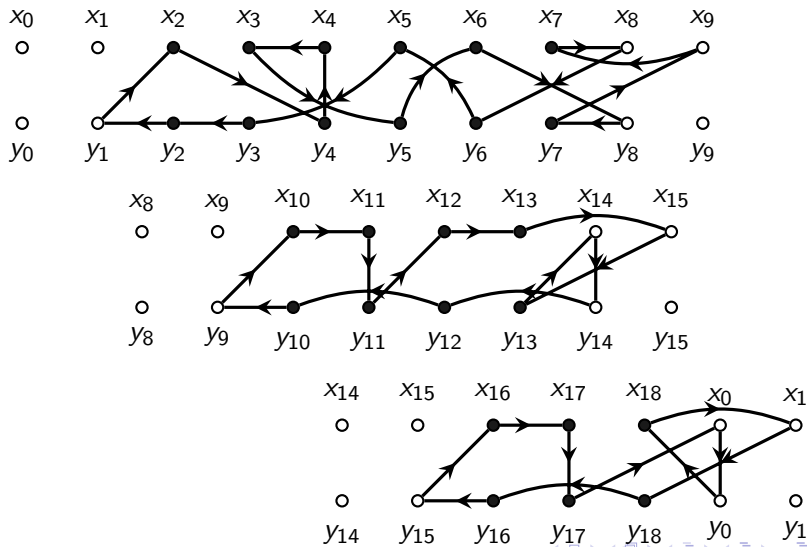 x₀ x₁ x₂ x₃ x₄ x₅ x₆ x₇ x₈ x₉
y₀ y₁ y₂ y₃ y₄ y₅ y₆ y₇ y₈ y₉
x₈ x₉ x₁₀ x₁₁ x₁₂ x₁₃ x₁₄ x₁₅
y₈ y₉ y₁₀ y₁₁ y₁₂ y₁₃ y₁₄ y₁₅
x₁₄ x₁₅ x₁₆ x₁₇ x₁₈ x₀ x₁
y₁₄ y₁₅ y₁₆ y₁₇ y₁₈ y₀ y₁